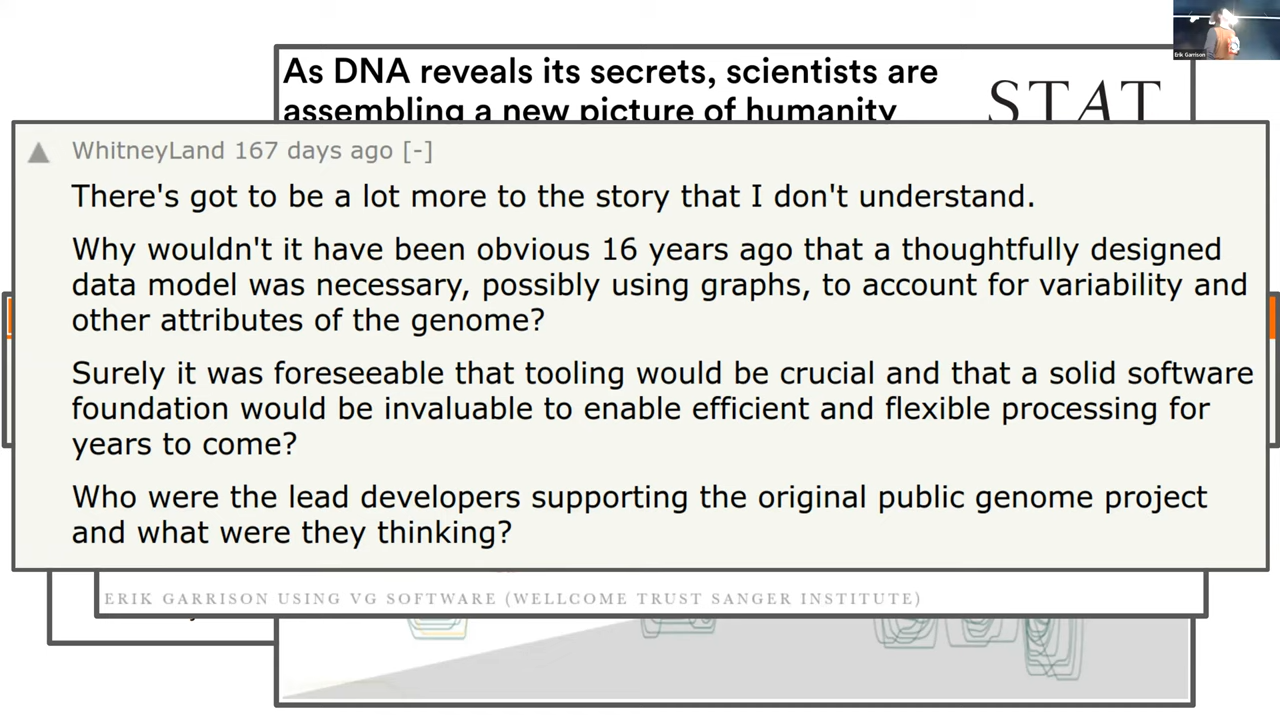 Erik Garrison
As DNA reveals its secrets, scientists are
assembling a new picture of humanity
STAT
WhitneyLand 167 days ago [-]
There's got to be a lot more to the story that I don't understand.
Why wouldn't it have been obvious 16 years ago that a thoughtfully designed
data model was necessary, possibly using graphs, to account for variability and
other attributes of the genome?
Surely it was foreseeable that tooling would be crucial and that a solid software
foundation would be invaluable to enable efficient and flexible processing for
years to come?
Who were the lead developers supporting the original public genome project
and what were they thinking?
ERIK GARRISON USING VG SOFTWARE (WELLCOME TRUST SANGER INSTITUTE)